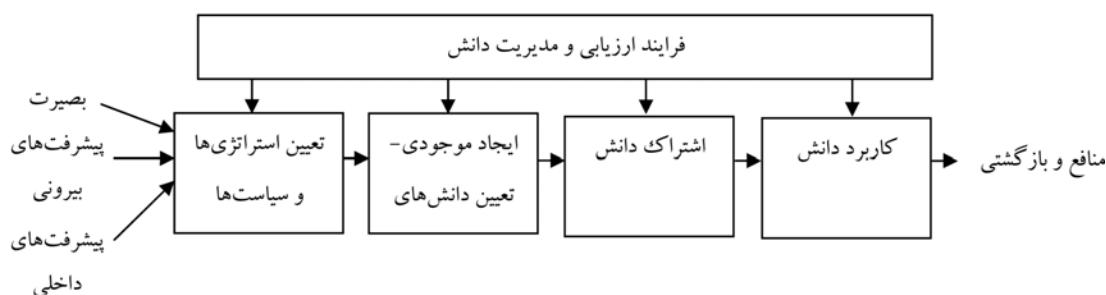 فرایند ارزیابی و مدیریت دانش
بصیرت
پیشرفت‌های
بیرونی
پیشرفت‌های
داخلی
تعیین استراتژی‌ها
و سیاست‌ها
ایجاد موجودی-
تعیین دانش‌های
اشتراک دانش
کاربرد دانش
منافع و بازگشتی